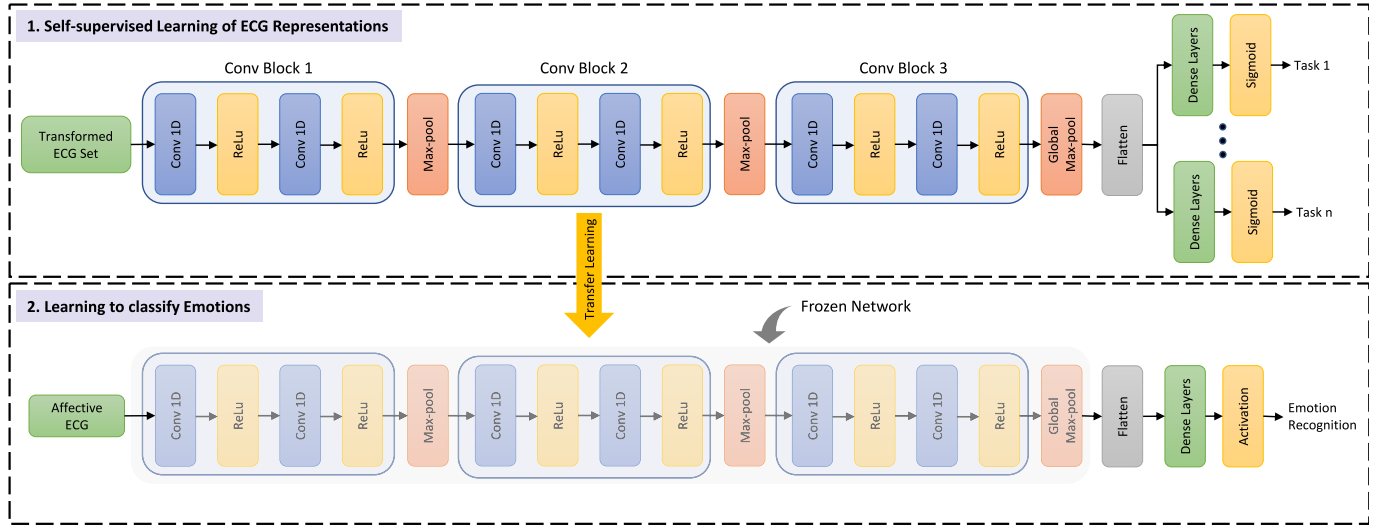 1. Self-supervised Learning of ECG Representations
Conv Block 1
Conv Block 2
Conv Block 3
Transformed
ECG Set
Conv 1D
ReLu
Conv 1D
ReLu
Max-pool
Conv 1D
ReLu
Conv 1D
ReLu
Max-pool
Conv 1D
ReLu
Conv 1D
ReLu
Global
Max-pool
Flatten
Dense Layers
Sigmoid
Task 1
Dense Layers
Sigmoid
Task n
Transfer Learning
2. Learning to classify Emotions
Frozen Network
Affective
ECG
Conv 1D
ReLu
Conv 1D
ReLu
Max-pool
Conv 1D
ReLu
Conv 1D
ReLu
Max-pool
Conv 1D
ReLu
Conv 1D
ReLu
Global
Max-pool
Flatten
Dense Layers
Activation
Emotion
Recognition